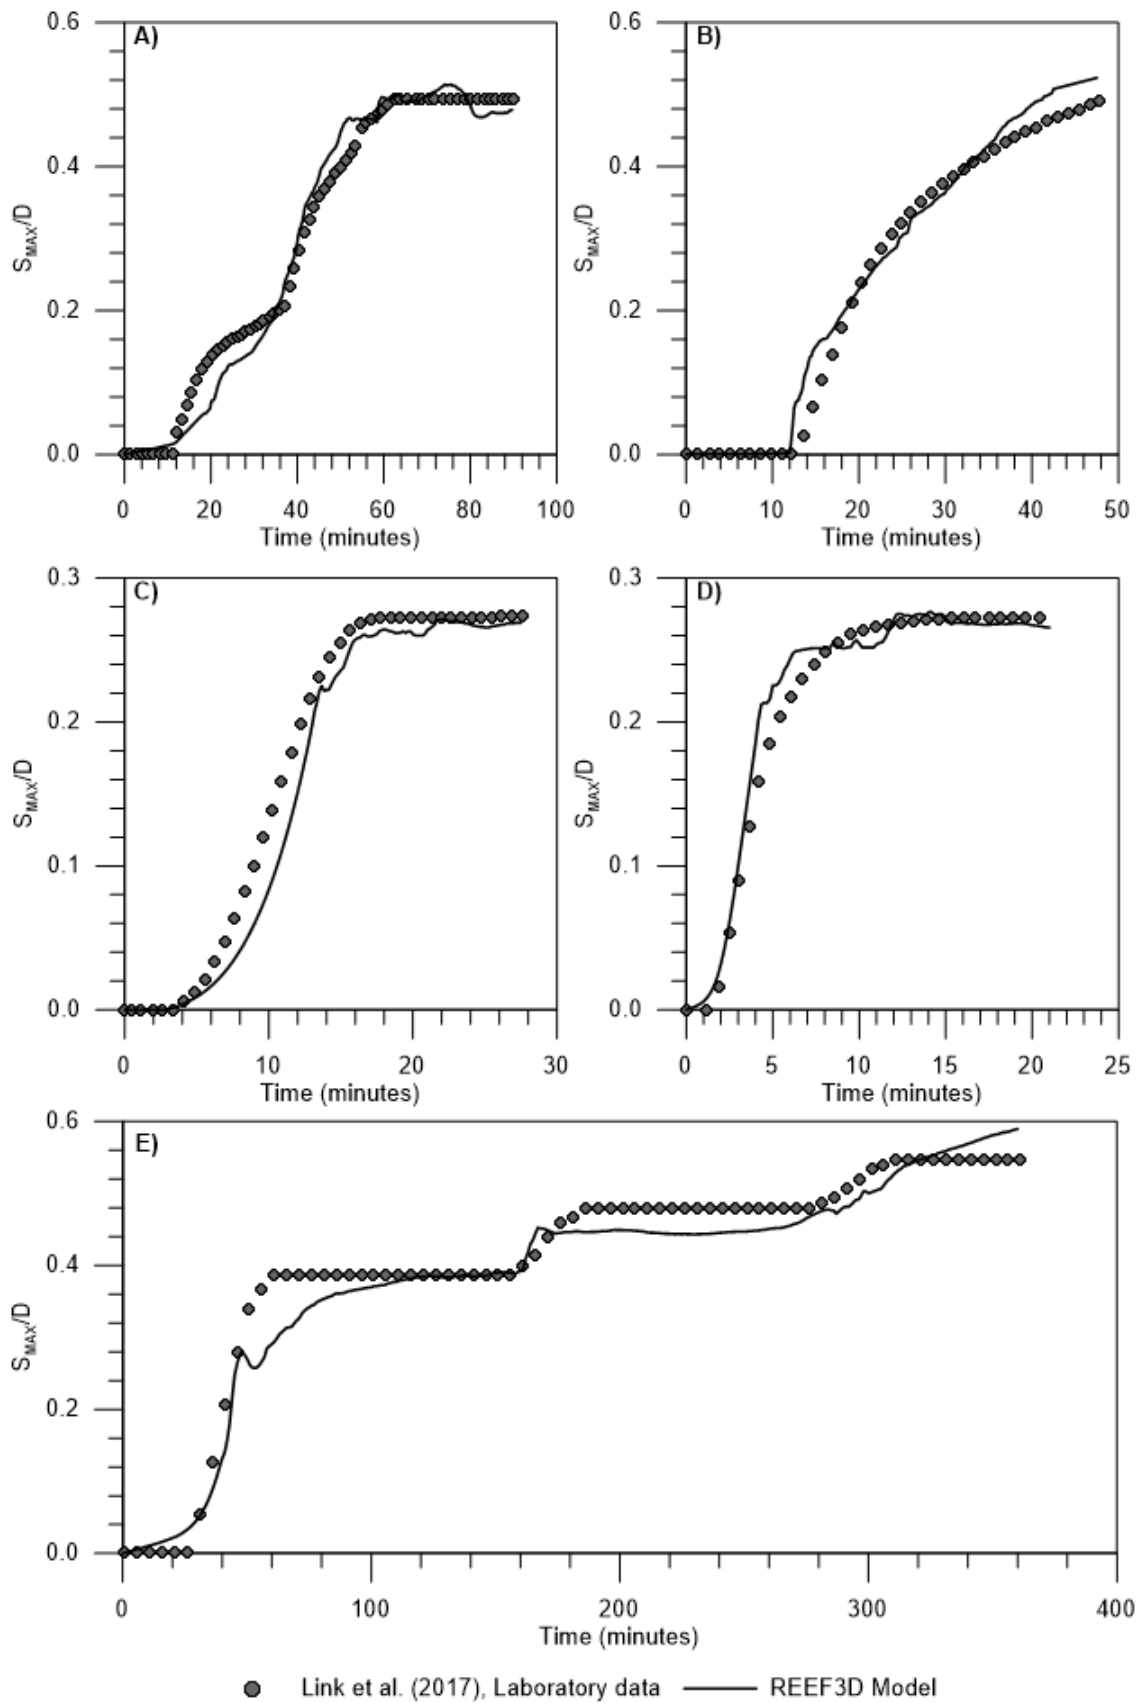 A)
0.6
0.4
0.2
0.0
S_MAX/D
0 20 40 60 80 100
Time (minutes)
B)
0.6
0.4
0.2
0.0
S_MAX/D
0 10 20 30 40 50
Time (minutes)
C)
0.3
0.2
0.1
0.0
S_MAX/D
0 10 20 30
Time (minutes)
D)
0.3
0.2
0.1
0.0
S_MAX/D
0 5 10 15 20 25
Time (minutes)
E)
0.6
0.4
0.2
0.0
S_MAX/D
0 100 200 300 400
Time (minutes)
Link et al. (2017), Laboratory data
REEF3D Model